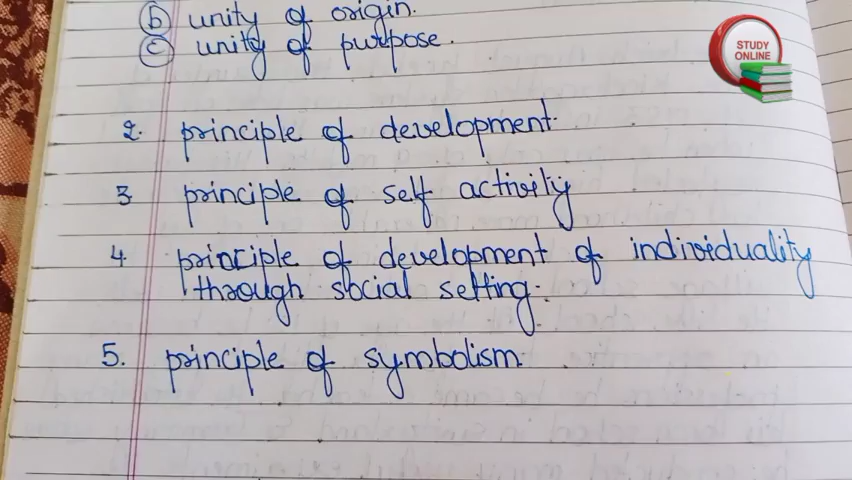 (b) unity of origin.
(c) unity of purpose.
STUDY
ONLINE
2. principle of development.
3 principle of self activity
4 principle of development of individuality
through social setting.
5. principle of symbolism